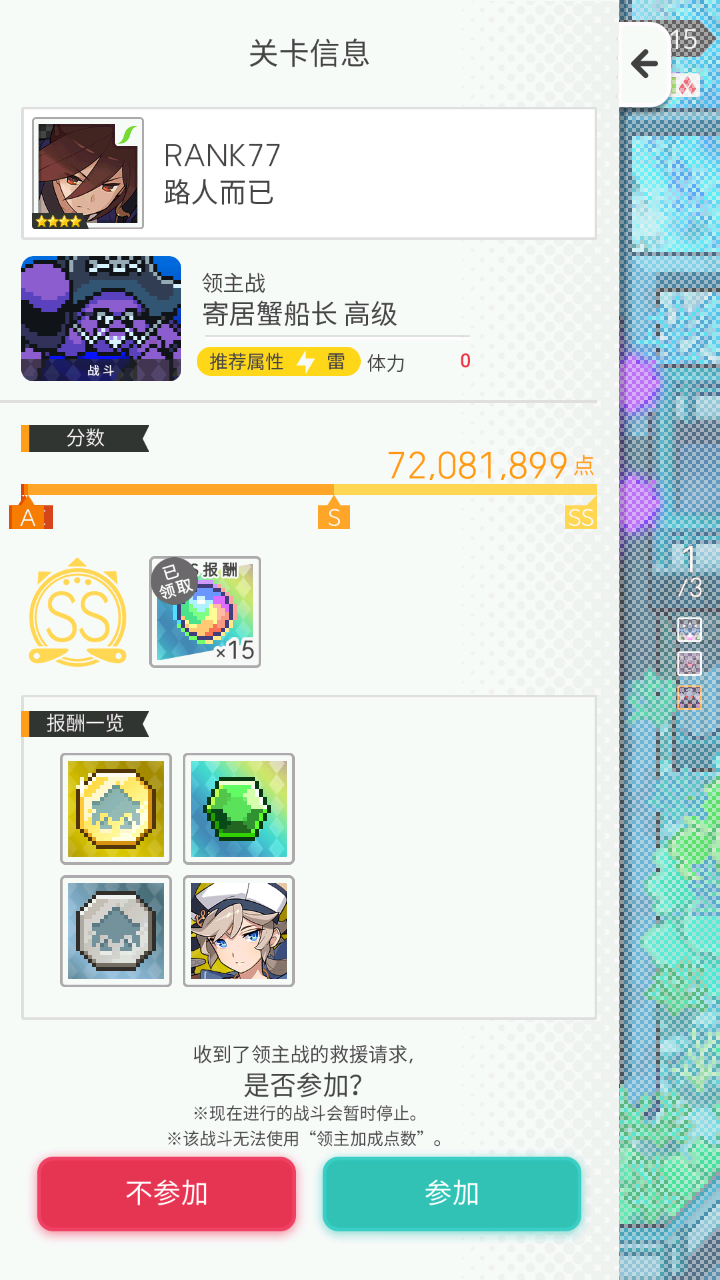 关卡信息
15
RANK77
路人而已
领主战
寄居蟹船长 高级
战斗
推荐属性 雷 体力 0
分数
72,081,899点
A S SS
SS
已领取
S报酬
×15
1
/3
报酬一览
收到了领主战的救援请求，
是否参加？
※现在进行的战斗会暂时停止。
※该战斗无法使用“领主加成点数”。
不参加 参加